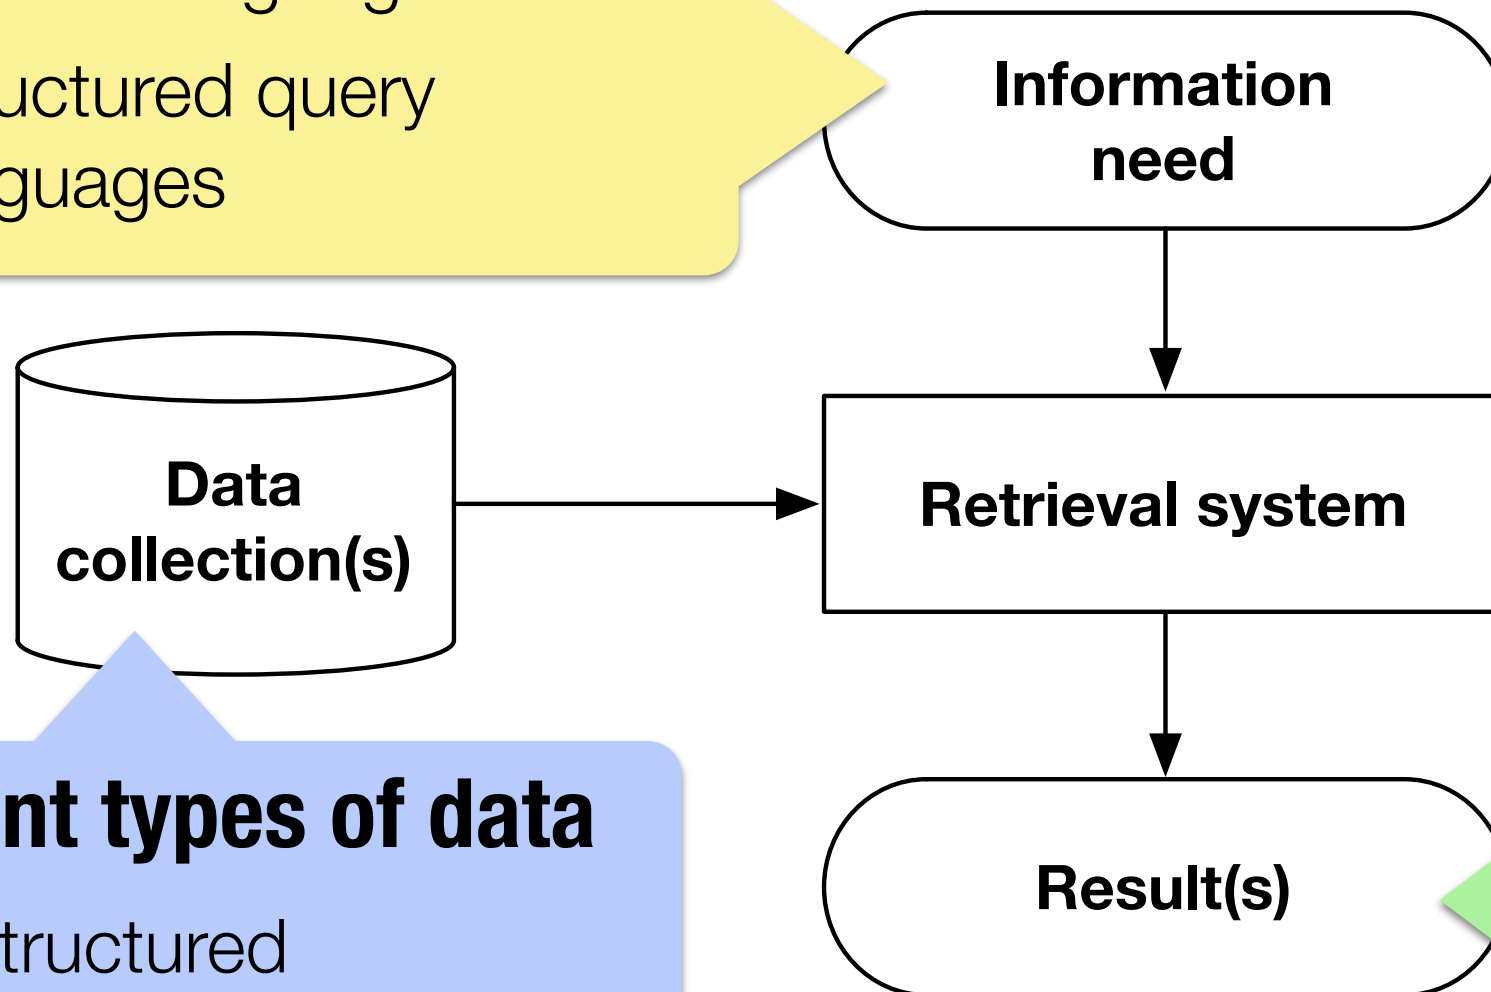 uctured query
guages
Information
need
Data
collection(s)
Retrieval system
nt types of data
tructured
Result(s)